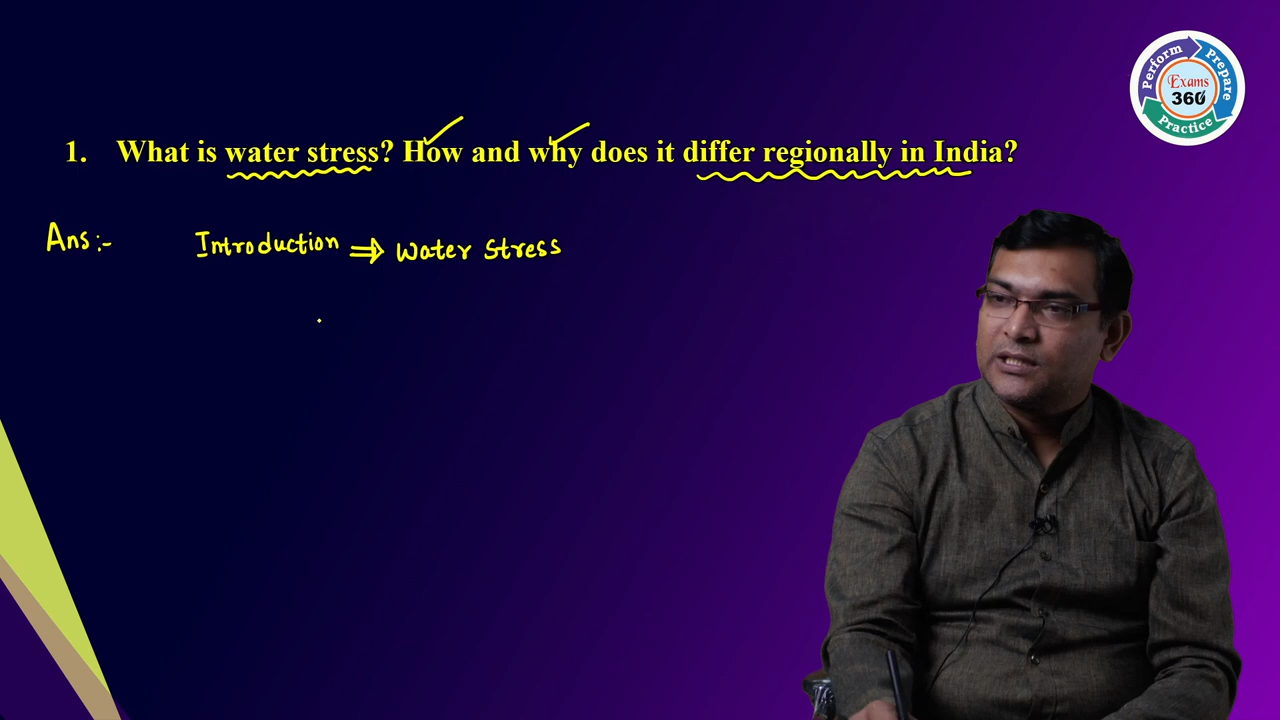 Perform
Prepare
Practice
Exams
360
1. What is water stress? How and why does it differ regionally in India?
Ans:- Introduction ⇒ Water Stress